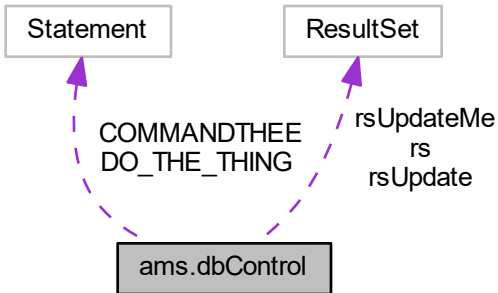 Statement
ResultSet
COMMANDTHEE
DO_THE_THING
rsUpdateMe
rs
rsUpdate
ams.dbControl